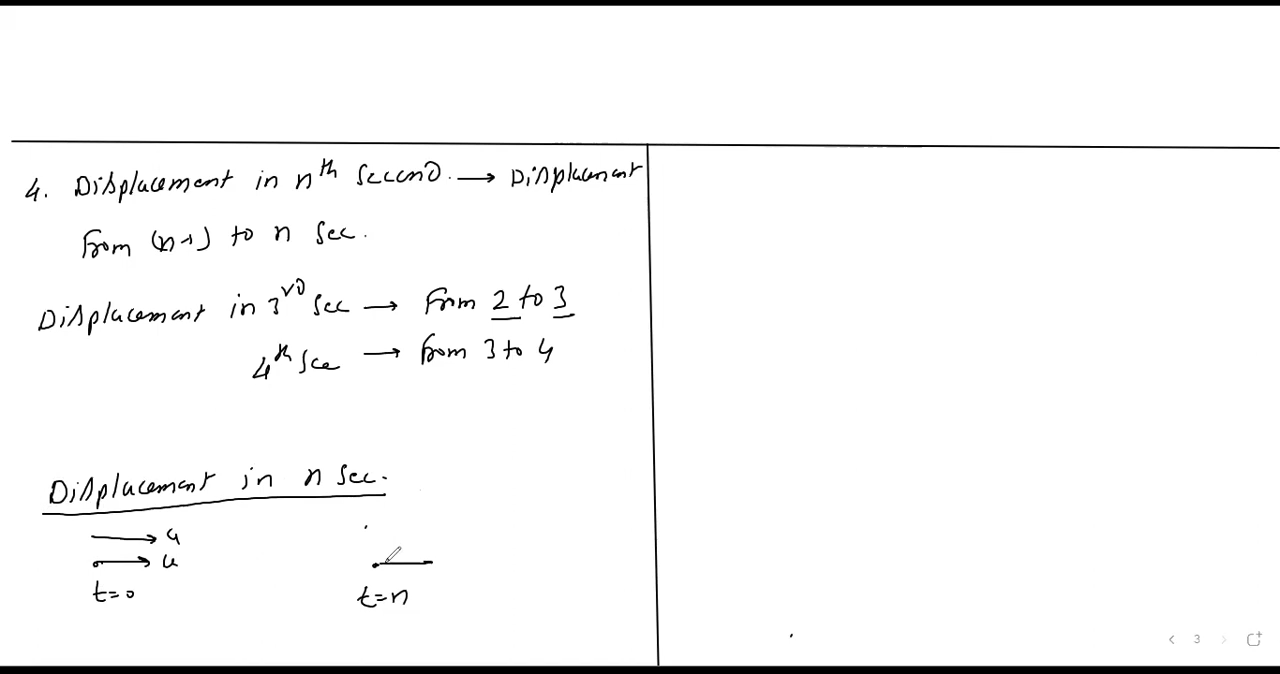 4. Displacement in nth second. → Displacement
From (n-1) to n Sec.
Displacement in 3rd Sec → From 2 to 3
4th Sec → From 3 to 4
Displacement in n Sec.
a
u
t=0
t=n
3